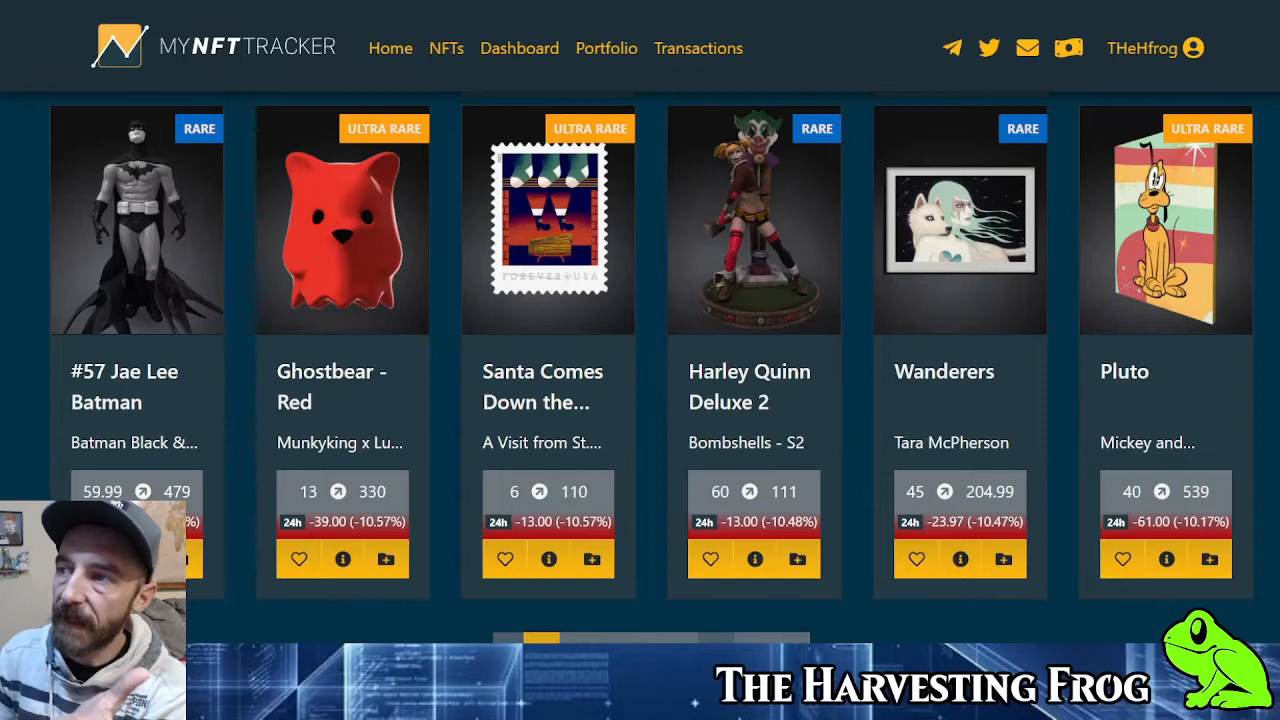 MYNFTTRACKER Home NFTs Dashboard Portfolio Transactions THeHfrog
RARE ULTRA RARE ULTRA RARE RARE RARE ULTRA RARE
FOREVER USA
#57 Jae Lee
Batman
Batman Black &...
59.99 479
Ghostbear -
Red
Munkyking x Lu...
13 330
24h -39.00 (-10.57%)
Santa Comes
Down the...
A Visit from St....
6 110
24h -13.00 (-10.57%)
Harley Quinn
Deluxe 2
Bombshells - S2
60 111
24h -13.00 (-10.48%)
Wanderers
Tara McPherson
45 204.99
24h -23.97 (-10.47%)
Pluto
Mickey and...
40 539
24h -61.00 (-10.17%)
The Harvesting Frog